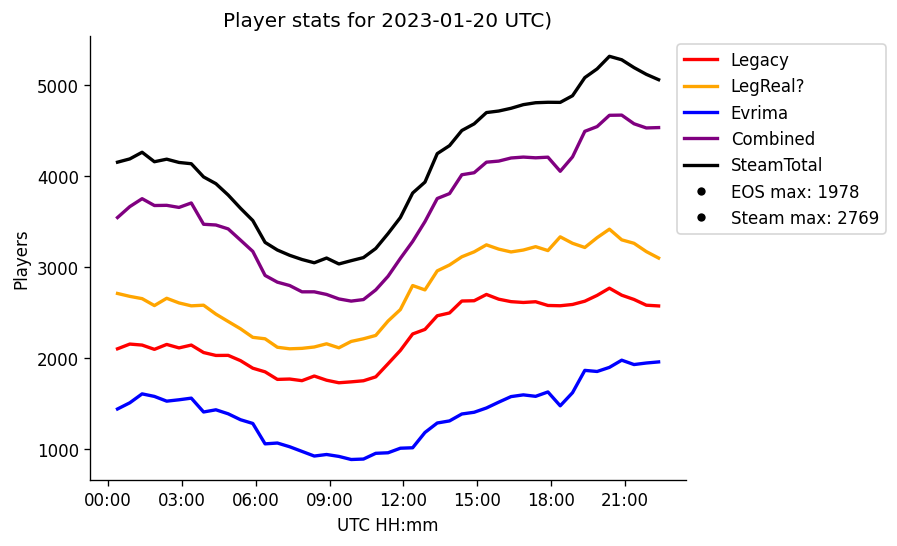 Player stats for 2023-01-20 UTC)
Legacy
LegReal?
Evrima
Combined
SteamTotal
EOS max: 1978
Steam max: 2769
Players
5000
4000
3000
2000
1000
00:00 03:00 06:00 09:00 12:00 15:00 18:00 21:00
UTC HH:mm